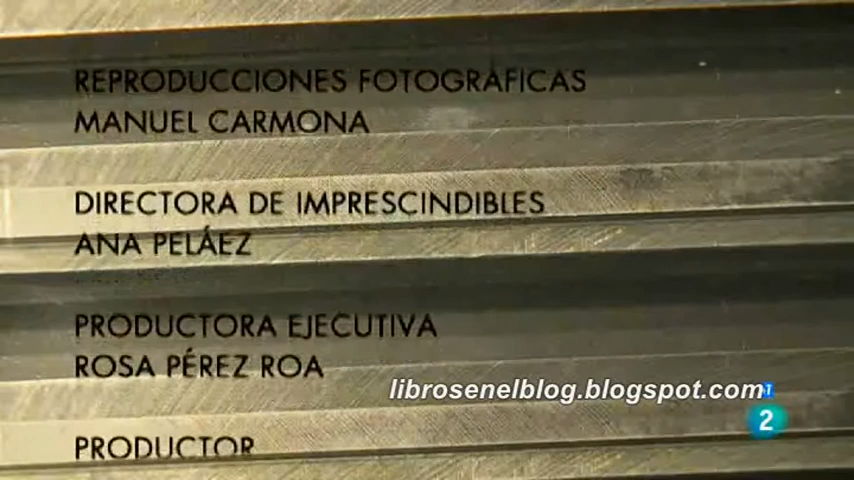 REPRODUCCIONES FOTOGRÁFICAS
MANUEL CARMONA
DIRECTORA DE IMPRESCINDIBLES
ANA PELÁEZ
PRODUCTORA EJECUTIVA
ROSA PÉREZ ROA
librosenelblog.blogspot.com
2
PRODUCTOR